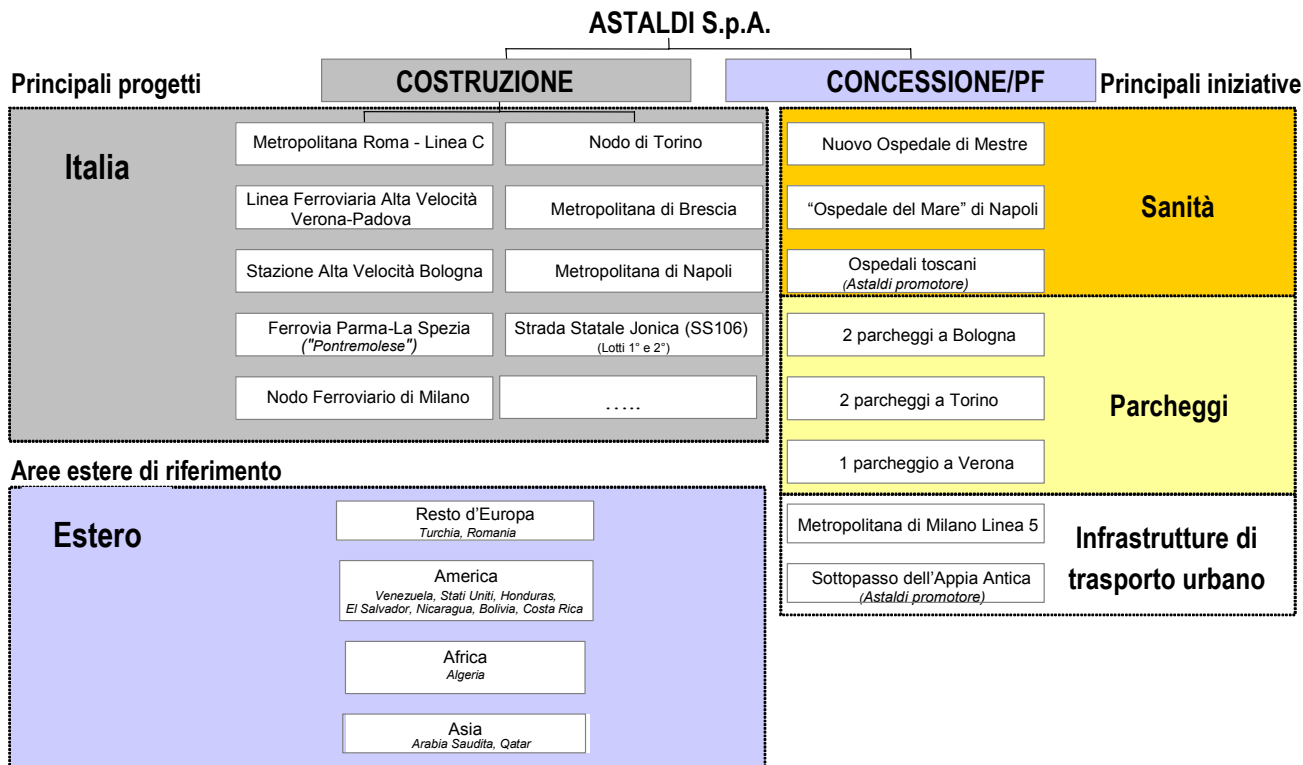 ASTALDI S.p.A.
Principali progetti
COSTRUZIONE
CONCESSIONE/PF
Principali iniziative
Italia
Metropolitana Roma - Linea C
Nodo di Torino
Linea Ferroviaria Alta Velocità
Verona-Padova
Metropolitana di Brescia
Stazione Alta Velocità Bologna
Metropolitana di Napoli
Ferrovia Parma-La Spezia
("Pontremolese")
Strada Statale Jonica (SS106)
(Lotti 1° e 2°)
Nodo Ferroviario di Milano
.....
Nuovo Ospedale di Mestre
“Ospedale del Mare” di Napoli
Ospedali toscani
(Astaldi promotore)
Sanità
2 parcheggi a Bologna
2 parcheggi a Torino
1 parcheggio a Verona
Parcheggi
Metropolitana di Milano Linea 5
Sottopasso dell’Appia Antica
(Astaldi promotore)
Infrastrutture di
trasporto urbano
Aree estere di riferimento
Estero
Resto d’Europa
Turchia, Romania
America
Venezuela, Stati Uniti, Honduras,
El Salvador, Nicaragua, Bolivia, Costa Rica
Africa
Algeria
Asia
Arabia Saudita, Qatar